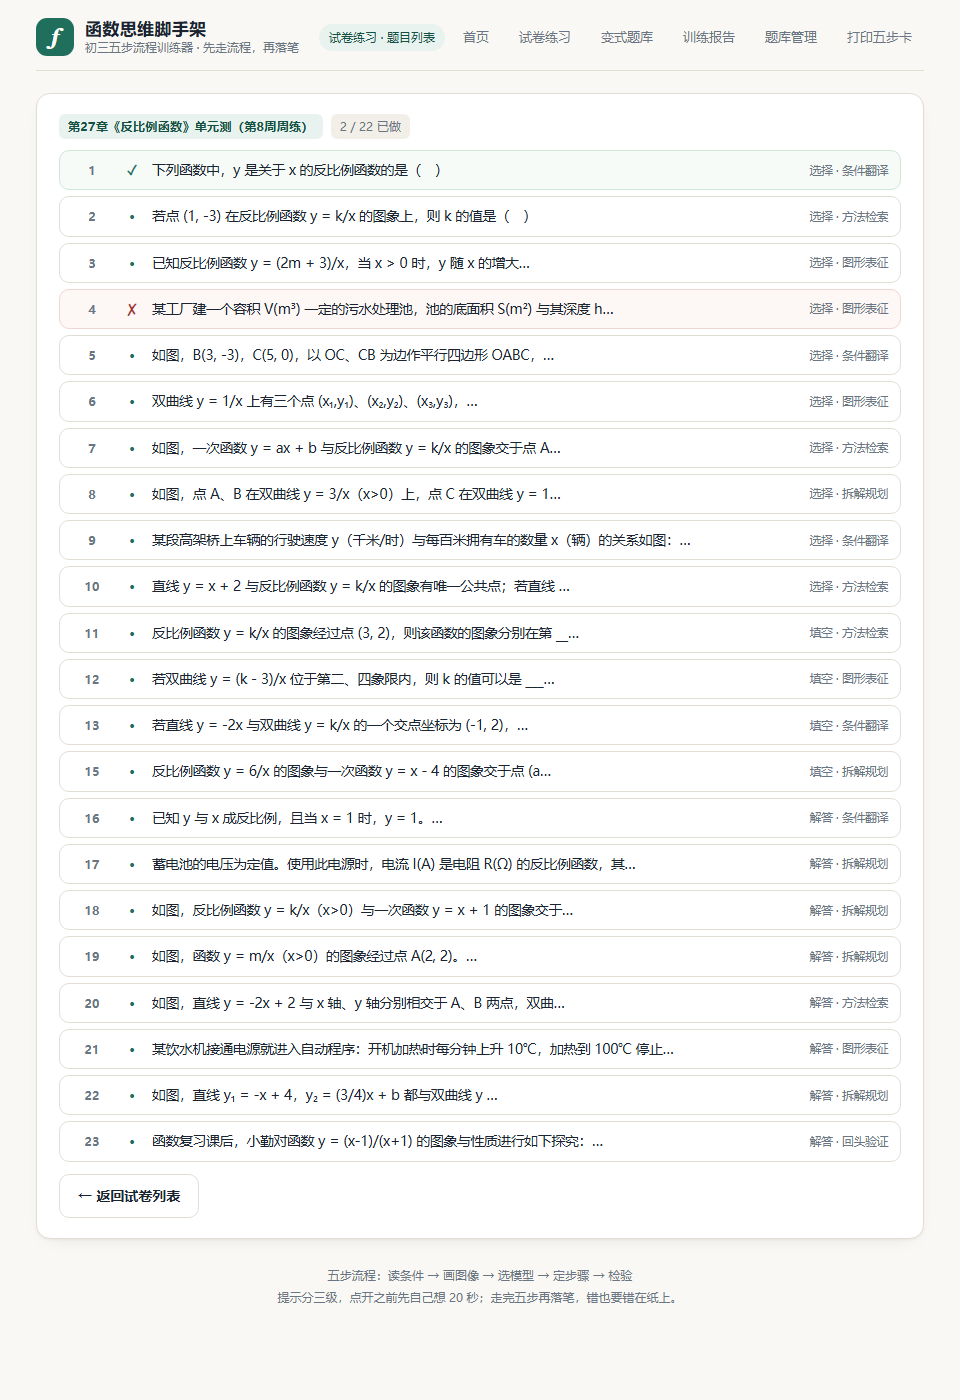 f
函数思维脚手架
初三五步流程训练器 · 先走流程，再落笔
试卷练习 · 题目列表 首页 试卷练习 变式题库 训练报告 题库管理 打印五步卡
第27章《反比例函数》单元测（第8周周练） 2 / 22 已做
1 ✓ 下列函数中，y 是关于 x 的反比例函数的是（　） 选择 · 条件翻译
2 • 若点 (1, -3) 在反比例函数 y = k/x 的图象上，则 k 的值是（　） 选择 · 方法检索
3 • 已知反比例函数 y = (2m + 3)/x，当 x > 0 时，y 随 x 的增大... 选择 · 图形表征
4 ✗ 某工厂建一个容积 V(m³) 一定的污水处理池，池的底面积 S(m²) 与其深度 h... 选择 · 图形表征
5 • 如图，B(3, -3)，C(5, 0)，以 OC、CB 为边作平行四边形 OABC，... 选择 · 条件翻译
6 • 双曲线 y = 1/x 上有三个点 (x₁,y₁)、(x₂,y₂)、(x₃,y₃)，... 选择 · 图形表征
7 • 如图，一次函数 y = ax + b 与反比例函数 y = k/x 的图象交于点 A... 选择 · 方法检索
8 • 如图，点 A、B 在双曲线 y = 3/x（x>0）上，点 C 在双曲线 y = 1... 选择 · 拆解规划
9 • 某段高架桥上车辆的行驶速度 y（千米/时）与每百米拥有车的数量 x（辆）的关系如图：... 选择 · 条件翻译
10 • 直线 y = x + 2 与反比例函数 y = k/x 的图象有唯一公共点；若直线 ... 选择 · 方法检索
11 • 反比例函数 y = k/x 的图象经过点 (3, 2)，则该函数的图象分别在第 __... 填空 · 方法检索
12 • 若双曲线 y = (k - 3)/x 位于第二、四象限内，则 k 的值可以是 ___... 填空 · 图形表征
13 • 若直线 y = -2x 与双曲线 y = k/x 的一个交点坐标为 (-1, 2)，... 填空 · 条件翻译
15 • 反比例函数 y = 6/x 的图象与一次函数 y = x - 4 的图象交于点 (a... 填空 · 拆解规划
16 • 已知 y 与 x 成反比例，且当 x = 1 时，y = 1。... 解答 · 条件翻译
17 • 蓄电池的电压为定值。使用此电源时，电流 I(A) 是电阻 R(Ω) 的反比例函数，其... 解答 · 拆解规划
18 • 如图，反比例函数 y = k/x（x>0）与一次函数 y = x + 1 的图象交于... 解答 · 拆解规划
19 • 如图，函数 y = m/x（x>0）的图象经过点 A(2, 2)。... 解答 · 拆解规划
20 • 如图，直线 y = -2x + 2 与 x 轴、y 轴分别相交于 A、B 两点，双曲... 解答 · 方法检索
21 • 某饮水机接通电源就进入自动程序：开机加热时每分钟上升 10℃，加热到 100℃ 停止... 解答 · 图形表征
22 • 如图，直线 y₁ = -x + 4，y₂ = (3/4)x + b 都与双曲线 y ... 解答 · 拆解规划
23 • 函数复习课后，小勤对函数 y = (x-1)/(x+1) 的图象与性质进行如下探究：... 解答 · 回头验证
← 返回试卷列表
五步流程：读条件 → 画图像 → 选模型 → 定步骤 → 检验
提示分三级，点开之前先自己想 20 秒；走完五步再落笔，错也要错在纸上。